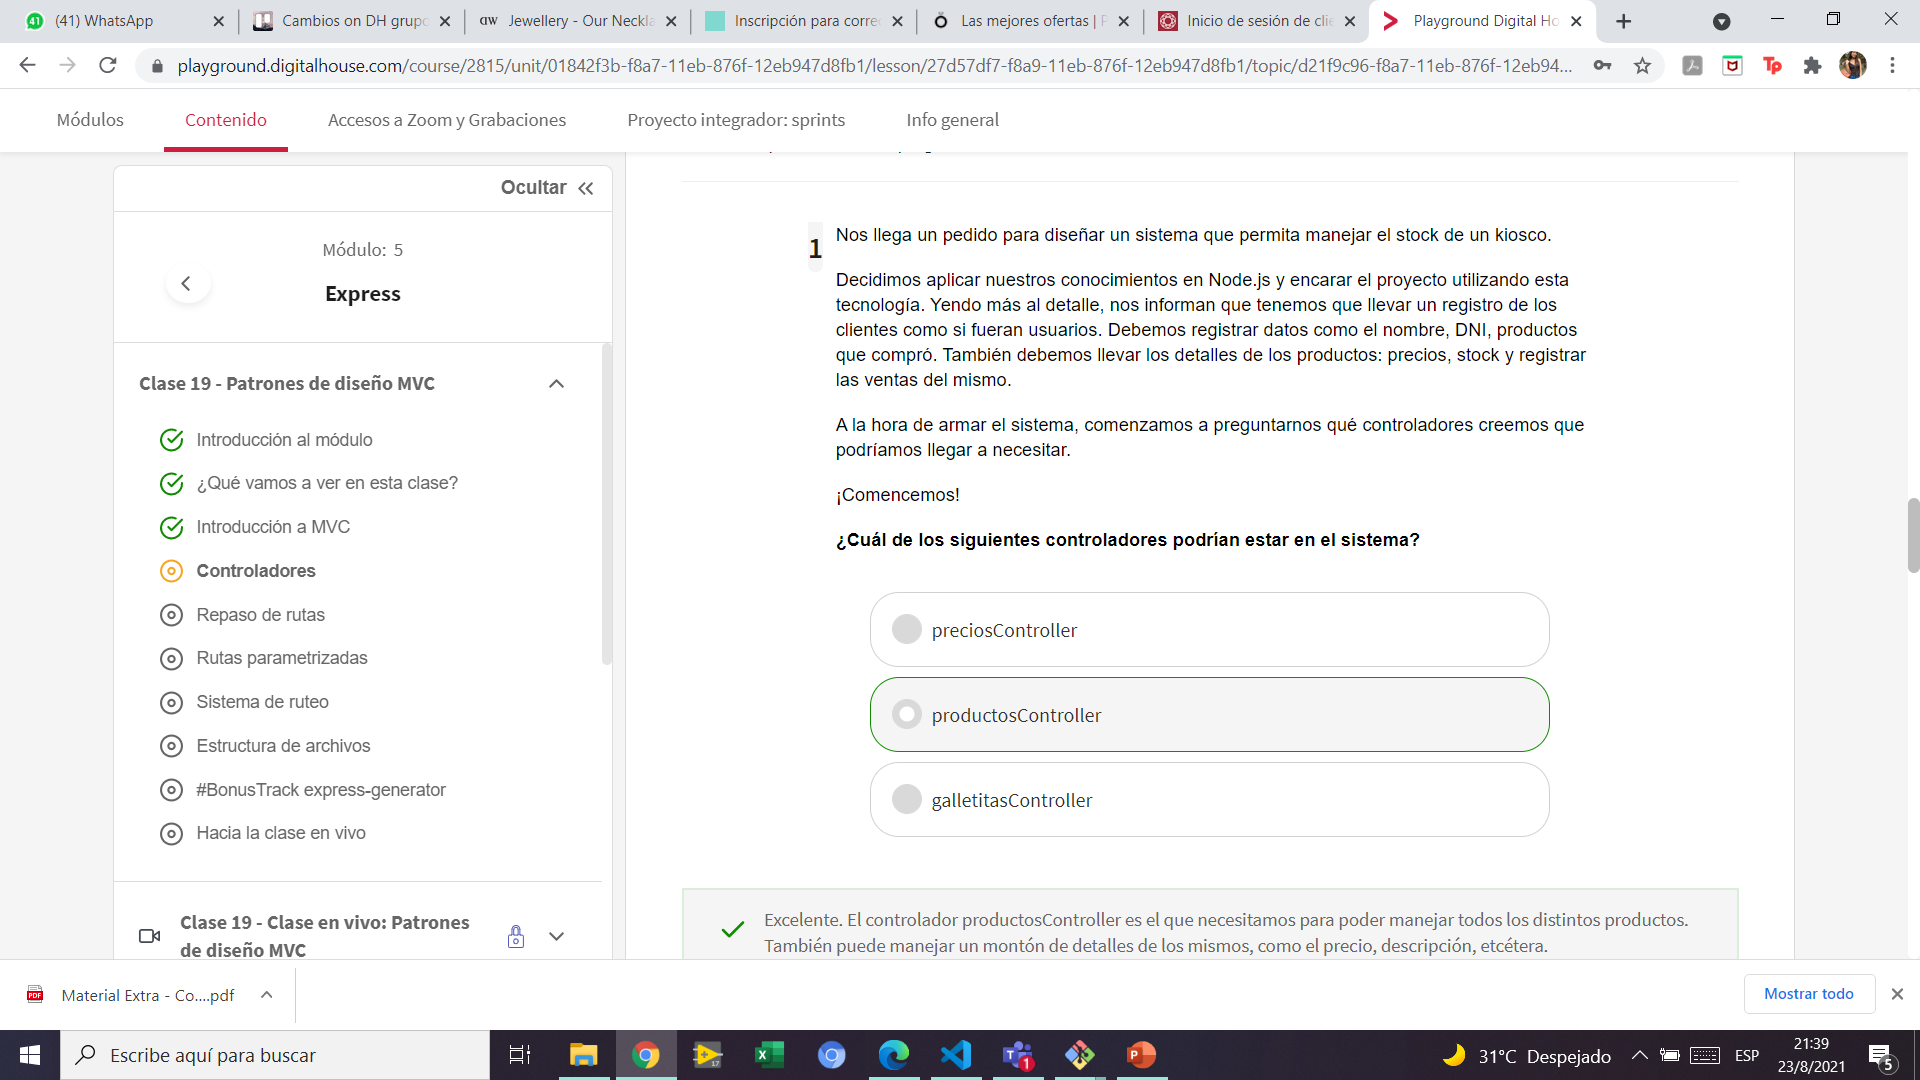 (41) WhatsApp
Cambios on DH grupo
Jewellery - Our Neckla
Inscripción para corre
Las mejores ofertas | P
Inicio de sesión de clie
Playground Digital Ho
playground.digitalhouse.com/course/2815/unit/01842f3b-f8a7-11eb-876f-12eb947d8fb1/lesson/27d57df7-f8a9-11eb-876f-12eb947d8fb1/topic/d21f9c96-f8a7-11eb-876f-12eb94...
Módulos
Contenido
Accesos a Zoom y Grabaciones
Proyecto integrador: sprints
Info general
Ocultar
Módulo: 5
Express
Clase 19 - Patrones de diseño MVC
Introducción al módulo
¿Qué vamos a ver en esta clase?
Introducción a MVC
Controladores
Repaso de rutas
Rutas parametrizadas
Sistema de ruteo
Estructura de archivos
#BonusTrack express-generator
Hacia la clase en vivo
Clase 19 - Clase en vivo: Patrones
de diseño MVC
1
Nos llega un pedido para diseñar un sistema que permita manejar el stock de un kiosco.
Decidimos aplicar nuestros conocimientos en Node.js y encarar el proyecto utilizando esta
tecnología. Yendo más al detalle, nos informan que tenemos que llevar un registro de los
clientes como si fueran usuarios. Debemos registrar datos como el nombre, DNI, productos
que compró. También debemos llevar los detalles de los productos: precios, stock y registrar
las ventas del mismo.
A la hora de armar el sistema, comenzamos a preguntarnos qué controladores creemos que
podríamos llegar a necesitar.
¡Comencemos!
¿Cuál de los siguientes controladores podrían estar en el sistema?
preciosController
productosController
galletitasController
Excelente. El controlador productosController es el que necesitamos para poder manejar todos los distintos productos.
También puede manejar un montón de detalles de los mismos, como el precio, descripción, etcétera.
Material Extra - Co....pdf
Mostrar todo
Escribe aquí para buscar
31°C Despejado
ESP
21:39
23/8/2021
5